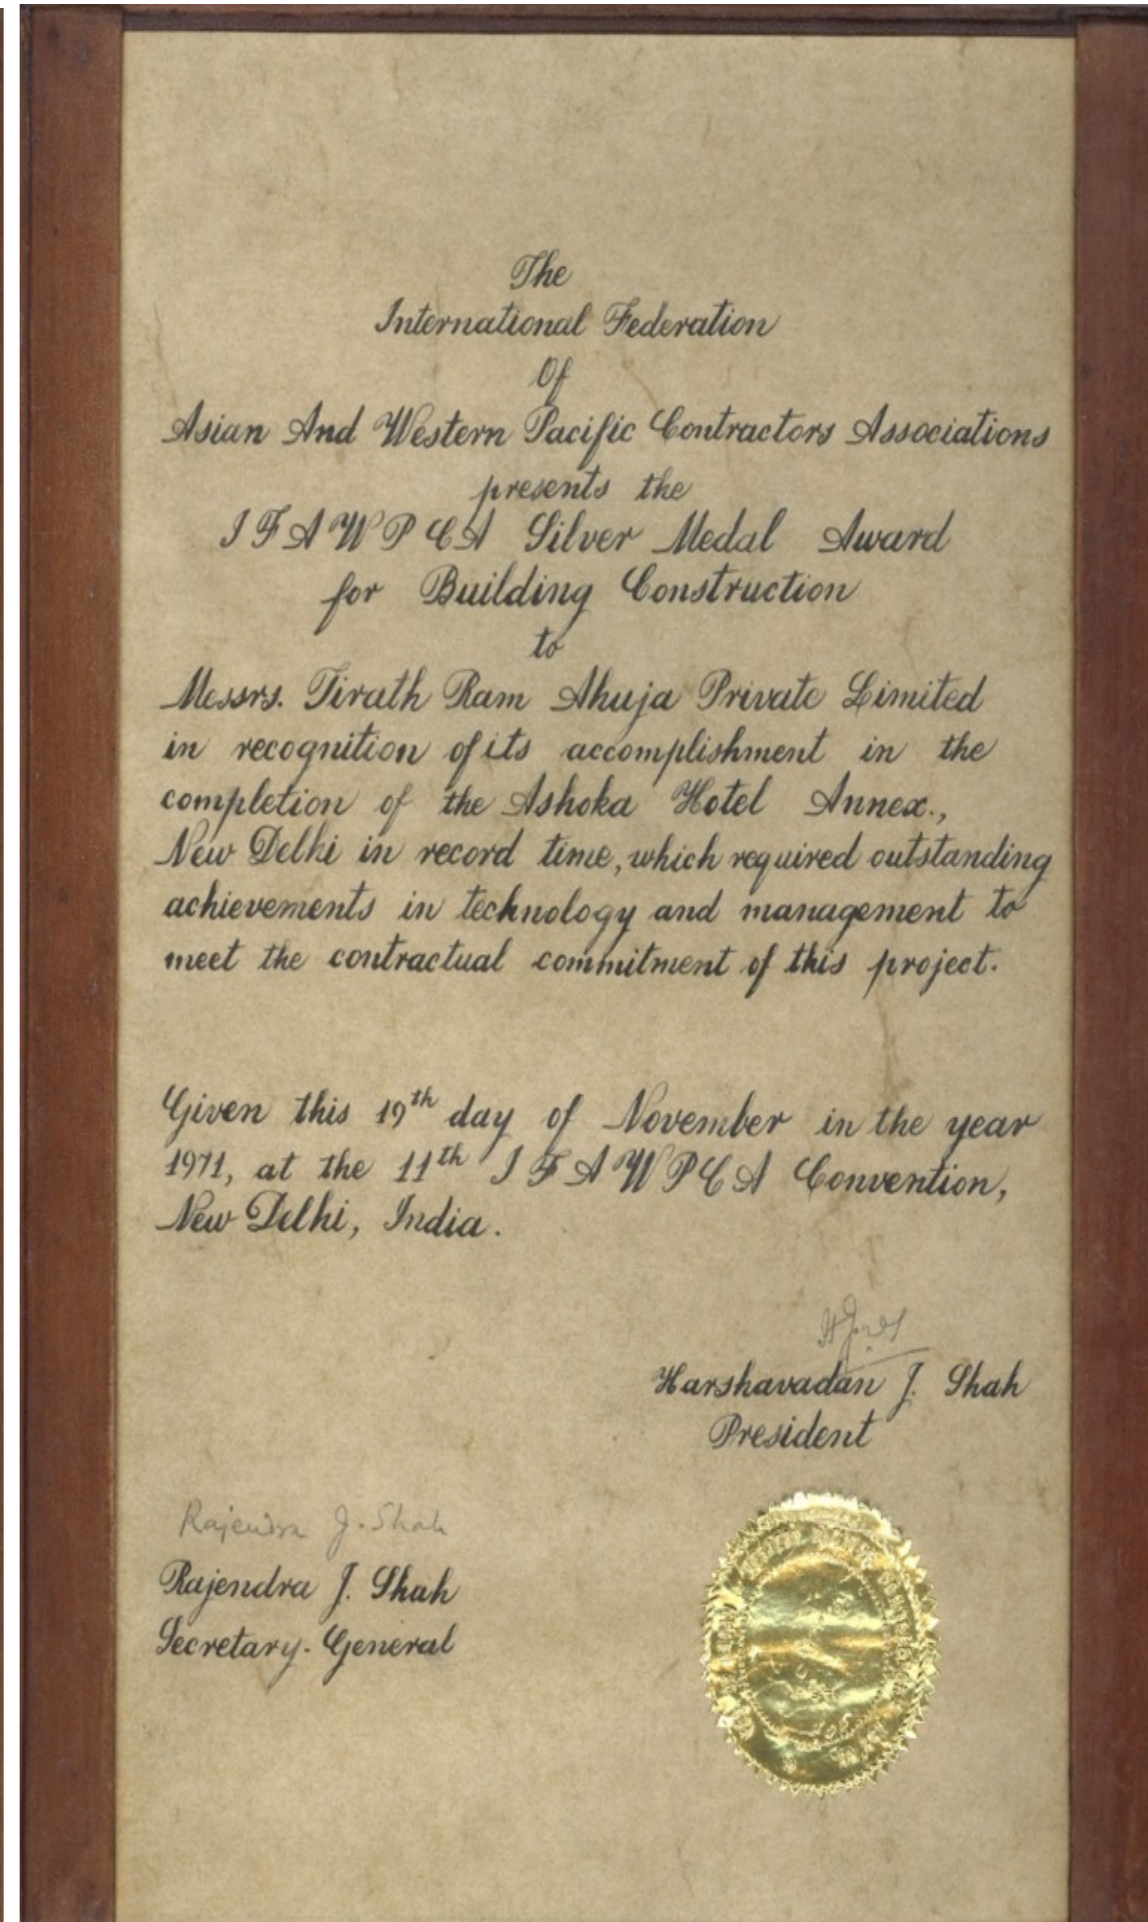 The
International Federation
Of
Asian And Western Pacific Contractors Associations
presents the
I F A W P C A Silver Medal Award
for Building Construction
to
Messrs. Tirath Ram Ahuja Private Limited
in recognition of its accomplishment in the
completion of the Ashoka Hotel Annex.,
New Delhi in record time, which required outstanding
achievements in technology and management to
meet the contractual commitment of this project.
Given this 19th day of November in the year
1971, at the 11th I F A W P C A Convention,
New Delhi, India.
Harshavadan J. Shah
President
Rajendra J. Shah
Rajendra J. Shah
Secretary-General